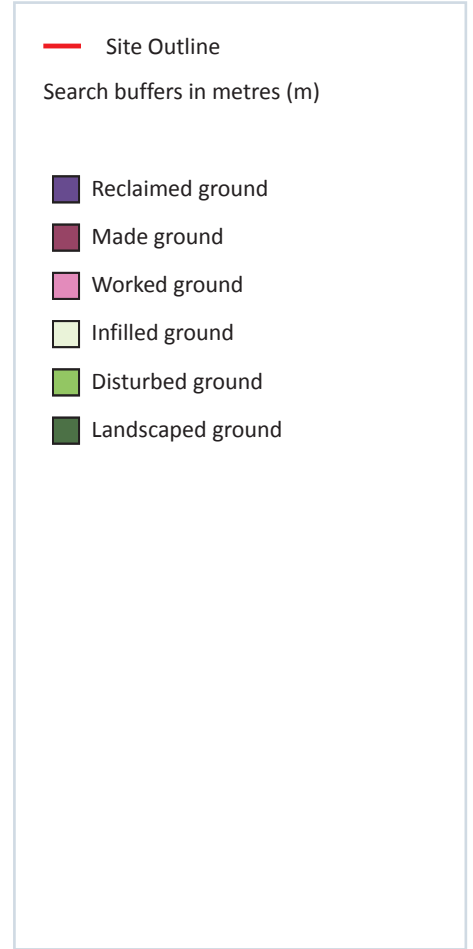 Site Outline
Search buffers in metres (m)
Reclaimed ground
Made ground
Worked ground
Infilled ground
Disturbed ground
Landscaped ground